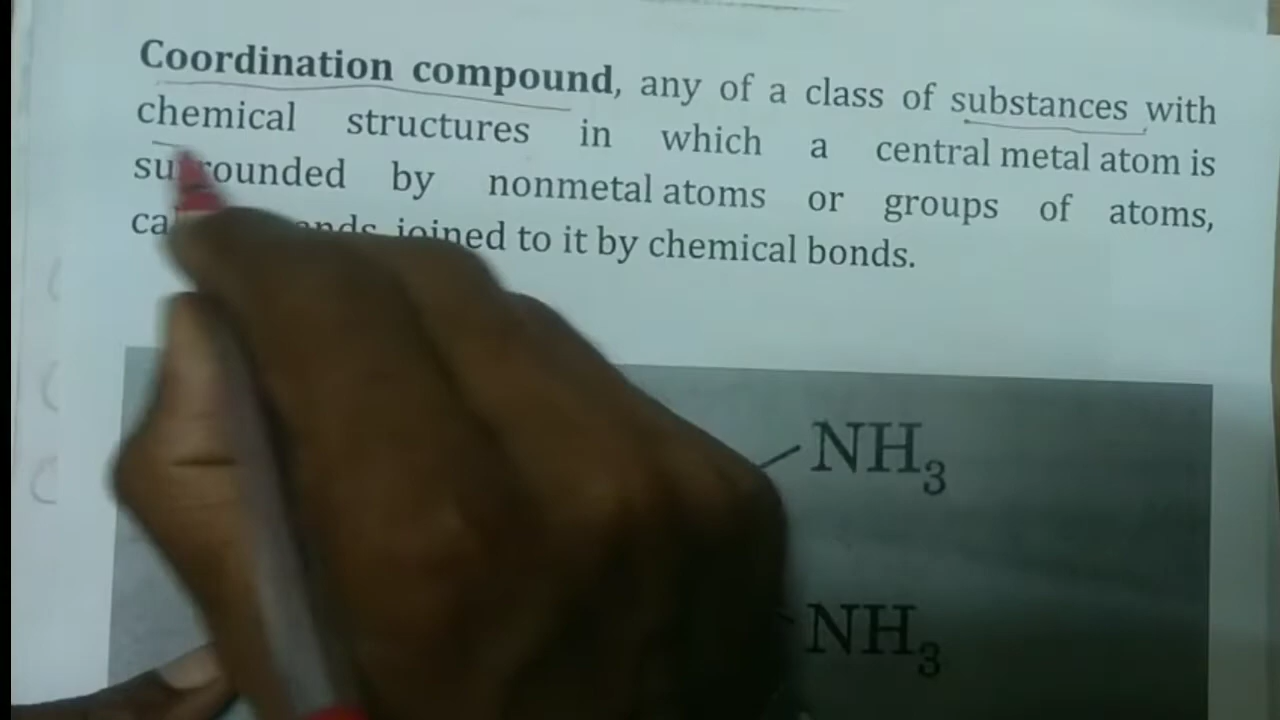 Coordination compound, any of a class of substances with
chemical structures in which a central metal atom is
surrounded by nonmetal atoms or groups of atoms,
joined to it by chemical bonds.
NH3
NH3